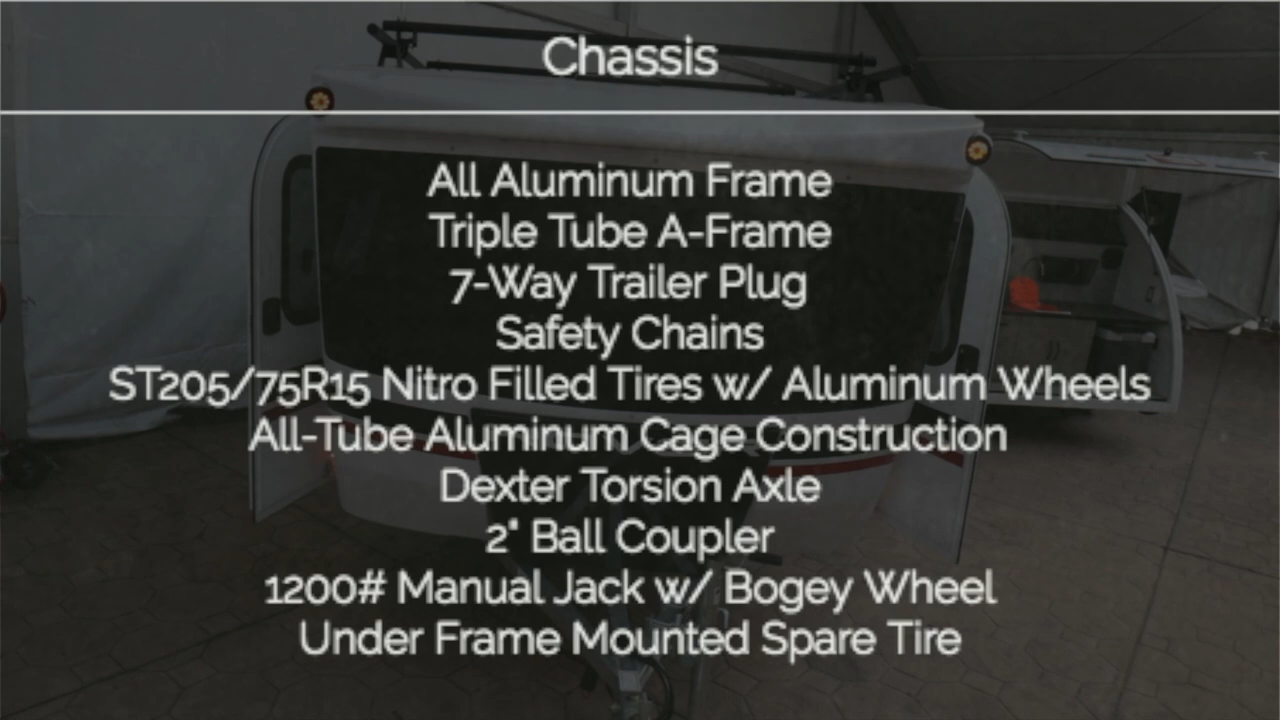 Chassis
All Aluminum Frame
Triple Tube A-Frame
7-Way Trailer Plug
Safety Chains
ST205/75R15 Nitro Filled Tires w/ Aluminum Wheels
All-Tube Aluminum Cage Construction
Dexter Torsion Axle
2" Ball Coupler
1200# Manual Jack w/ Bogey Wheel
Under Frame Mounted Spare Tire